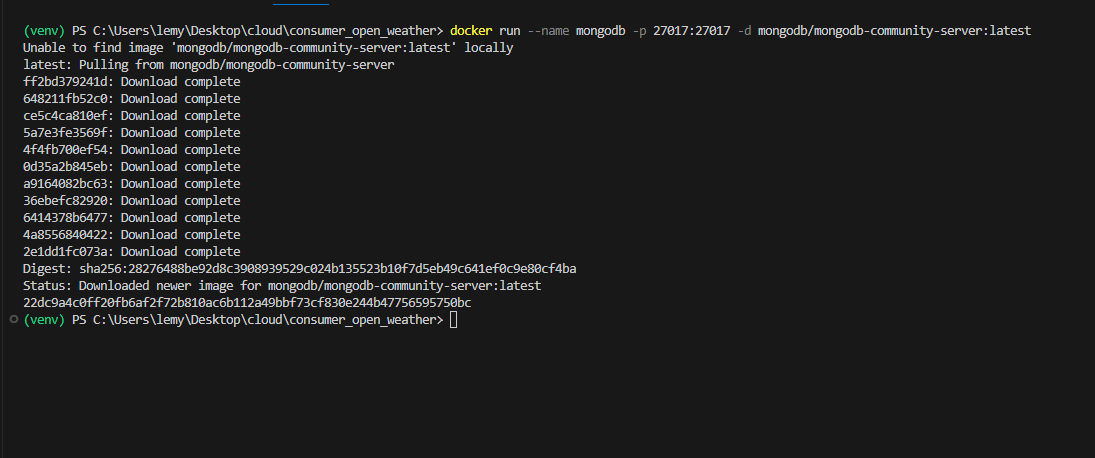 (venv) PS C:\Users\lemy\Desktop\cloud\consumer_open_weather> docker run --name mongodb -p 27017:27017 -d mongodb/mongodb-community-server:latest
Unable to find image 'mongodb/mongodb-community-server:latest' locally
latest: Pulling from mongodb/mongodb-community-server
ff2bd379241d: Download complete
648211fb52c0: Download complete
ce5c4ca810ef: Download complete
5a7e3fe3569f: Download complete
4f4fb700ef54: Download complete
0d35a2b845eb: Download complete
a9164082bc63: Download complete
36ebefc82920: Download complete
6414378b6477: Download complete
4a8556840422: Download complete
2e1dd1fc073a: Download complete
Digest: sha256:28276488be92d8c3908939529c024b135523b10f7d5eb49c641ef0c9e80cf4ba
Status: Downloaded newer image for mongodb/mongodb-community-server:latest
22dc9a4c0ff20fb6af2f72b810ac6b112a49bbf73cf830e244b47756595750bc
(venv) PS C:\Users\lemy\Desktop\cloud\consumer_open_weather>